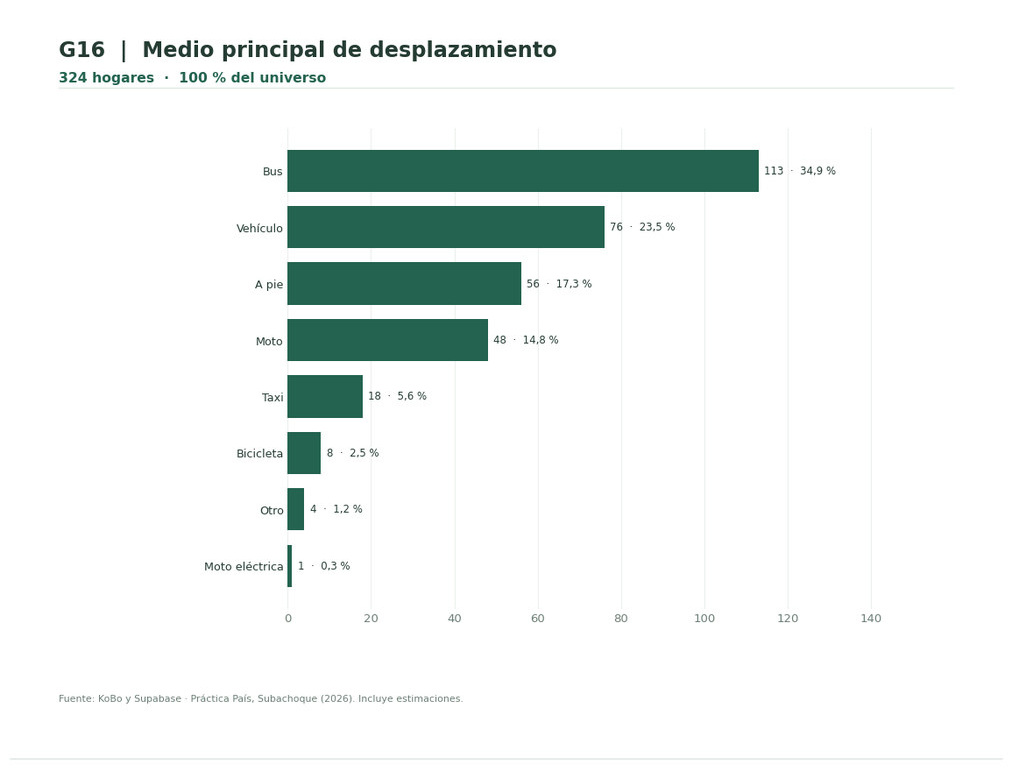 G16 | Medio principal de desplazamiento
324 hogares · 100 % del universo
Bus 113 · 34,9 %
Vehículo 76 · 23,5 %
A pie 56 · 17,3 %
Moto 48 · 14,8 %
Taxi 18 · 5,6 %
Bicicleta 8 · 2,5 %
Otro 4 · 1,2 %
Moto eléctrica 1 · 0,3 %
0 20 40 60 80 100 120 140
Fuente: KoBo y Supabase · Práctica País, Subachoque (2026). Incluye estimaciones.